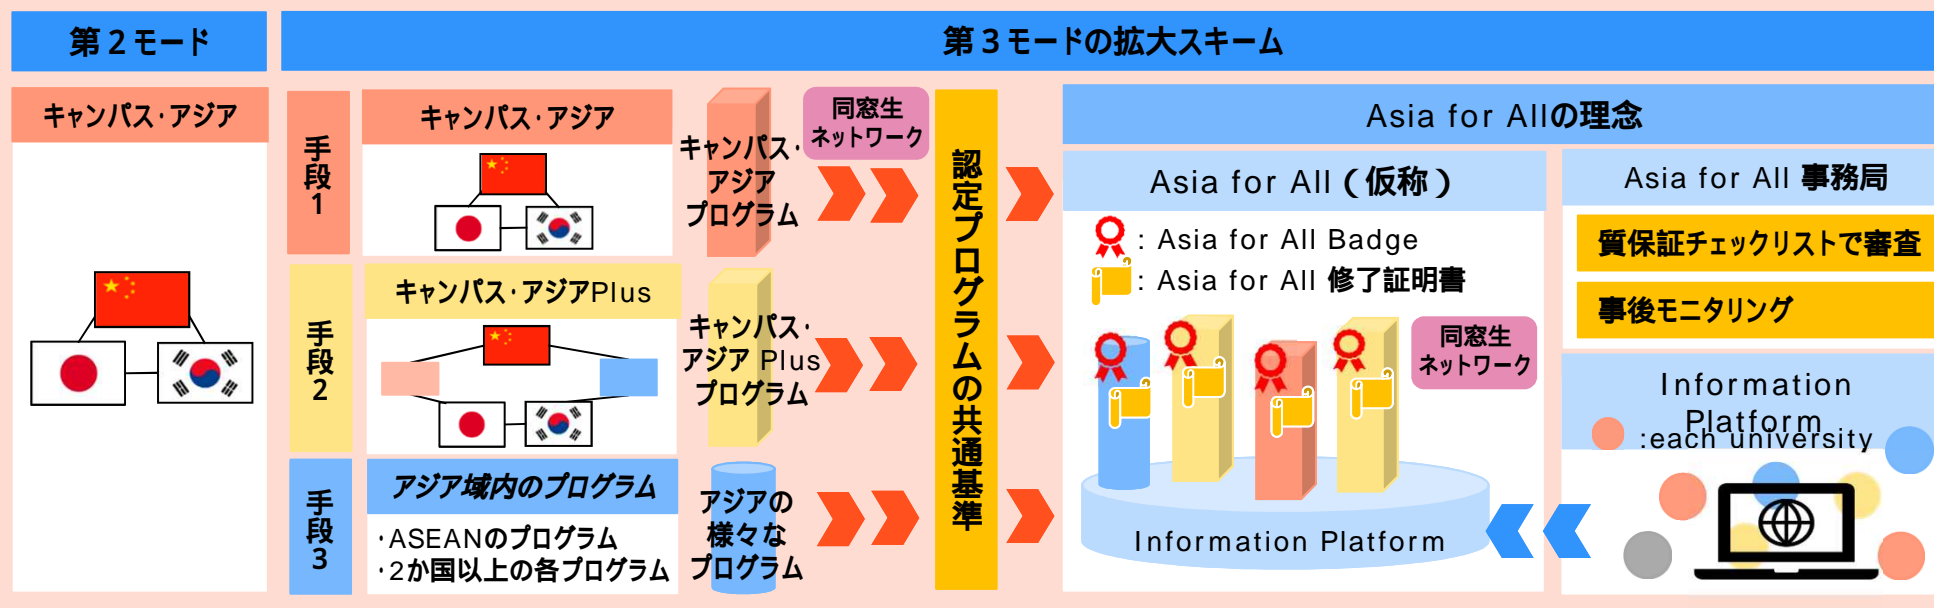 第2モード
第3モードの拡大スキーム
キャンパス・アジア
手段1
キャンパス・アジア
キャンパス・
アジア
プログラム
同窓生
ネットワーク
手段2
キャンパス・アジアPlus
キャンパス・
アジア Plus
プログラム
手段3
アジア域内のプログラム
・ASEANのプログラム
・2か国以上の各プログラム
アジアの
様々な
プログラム
認定プログラムの共通基準
Asia for Allの理念
Asia for All(仮称)
: Asia for All Badge
: Asia for All 修了証明書
同窓生
ネットワーク
Information Platform
Asia for All 事務局
質保証チェックリストで審査
事後モニタリング
Information
Platform
:each university